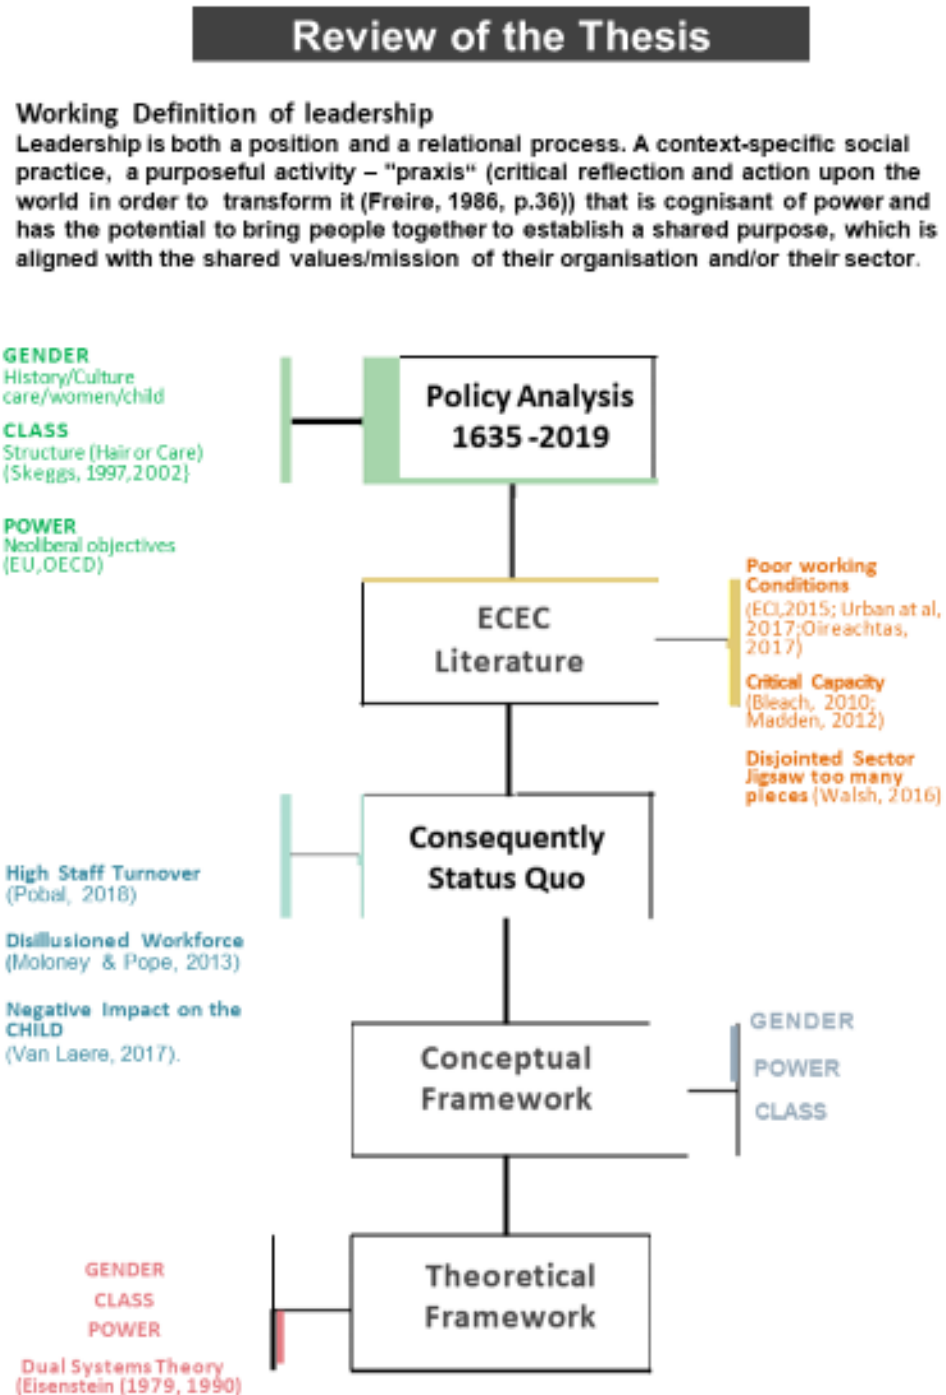 Review of the Thesis
Working Definition of leadership
Leadership is both a position and a relational process. A context-specific social
practice, a purposeful activity – "praxis“ (critical reflection and action upon the
world in order to transform it (Freire, 1986, p.36)) that is cognisant of power and
has the potential to bring people together to establish a shared purpose, which is
aligned with the shared values/mission of their organisation and/or their sector.
GENDER
History/Culture
care/women/child
CLASS
Structure (Hair or Care)
(Skeggs, 1997,2002}
POWER
Neoliberal objectives
(EU,OECD)
Policy Analysis
1635 -2019
ECEC
Literature
Poor working
Conditions
(ECI,2015; Urban at al,
2017;Oireachtas,
2017)
Critical Capacity
(Bleach, 2010;
Madden, 2012)
Disjointed Sector
Jigsaw too many
pieces (Walsh, 2016)
Consequently
Status Quo
High Staff Turnover
(Pobal, 2018)
Disillusioned Workforce
(Moloney & Pope, 2013)
Negative Impact on the
CHILD
(Van Laere, 2017).
Conceptual
Framework
GENDER
POWER
CLASS
Theoretical
Framework
GENDER
CLASS
POWER
Dual Systems Theory
(Eisenstein (1979, 1990)